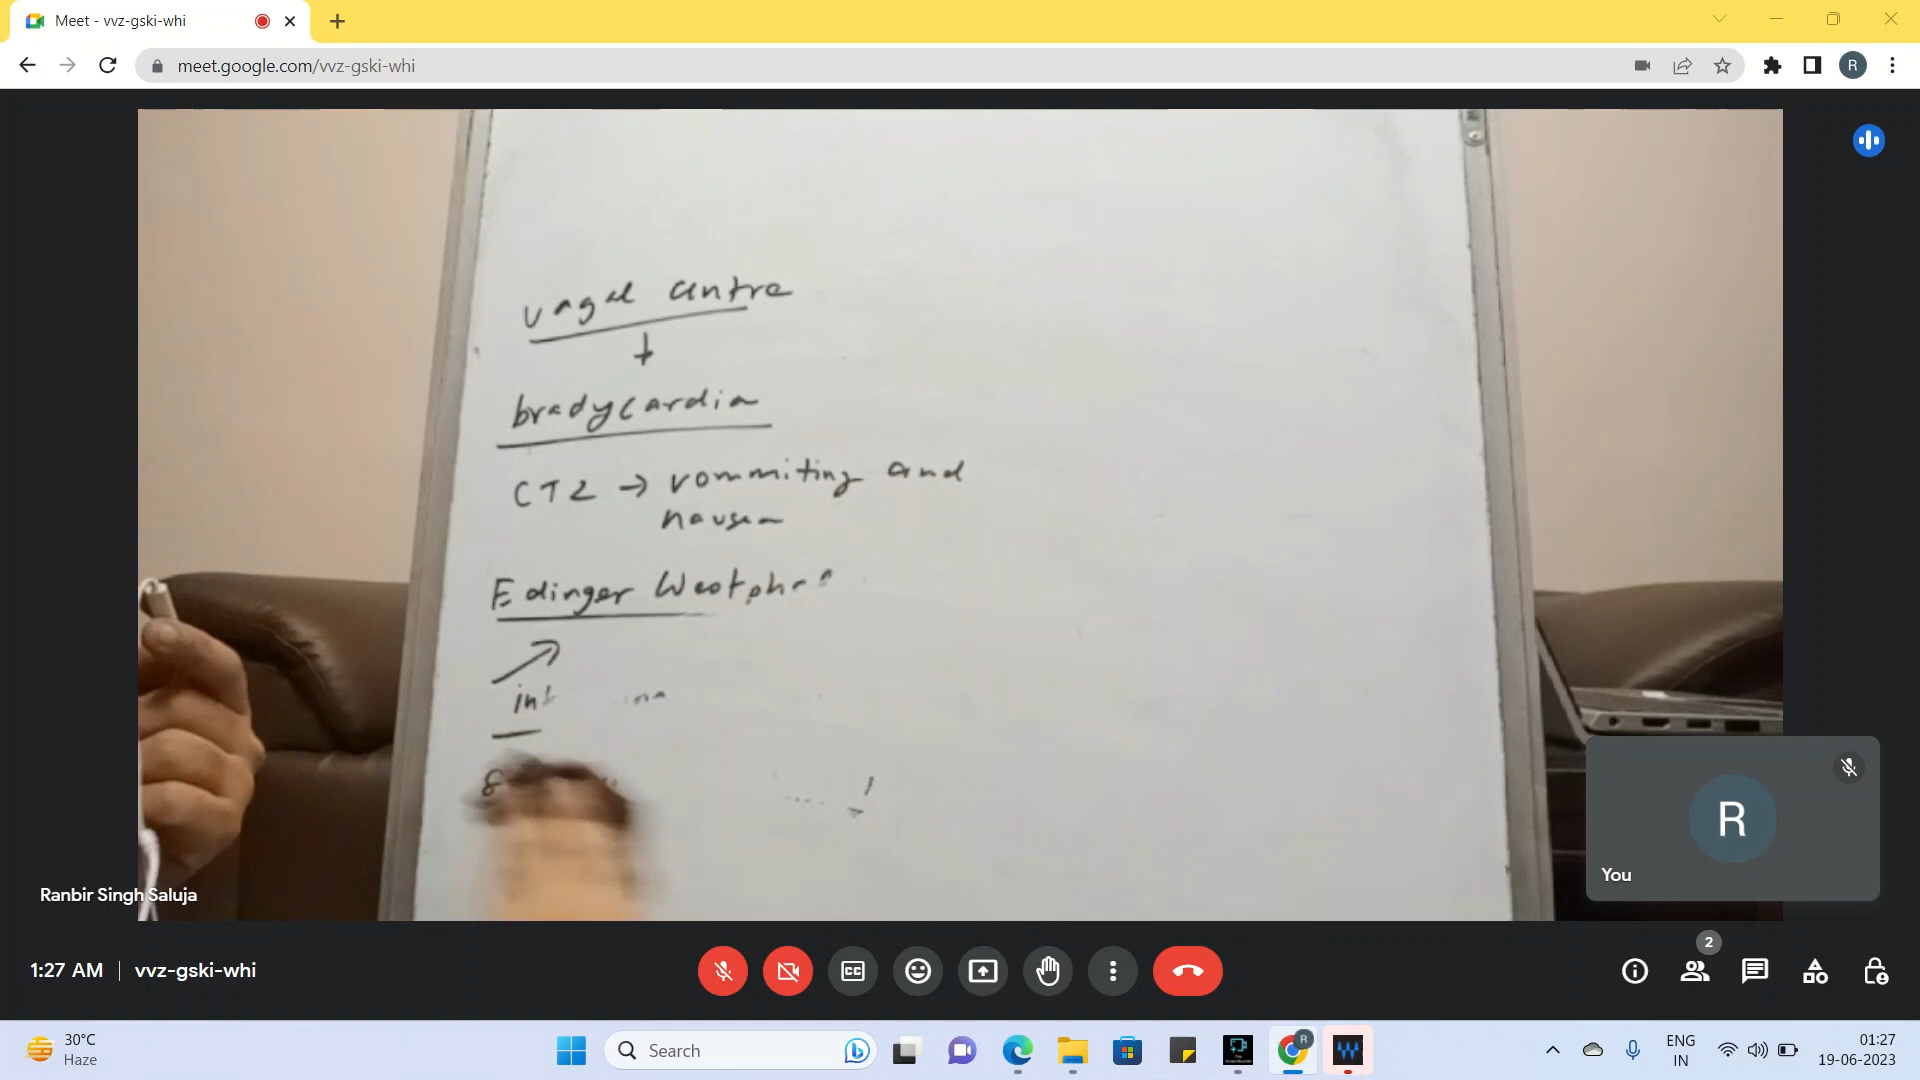 Meet - vvz-gski-whi
meet.google.com/vvz-gski-whi
R
vagal centre
bradycardia
CTZ → vommiting and
nausea
Edinger Westpha
R
You
Ranbir Singh Saluja
1:27 AM | vvz-gski-whi
2
30°C
Haze
Search
R
ENG
IN
01:27
19-06-2023